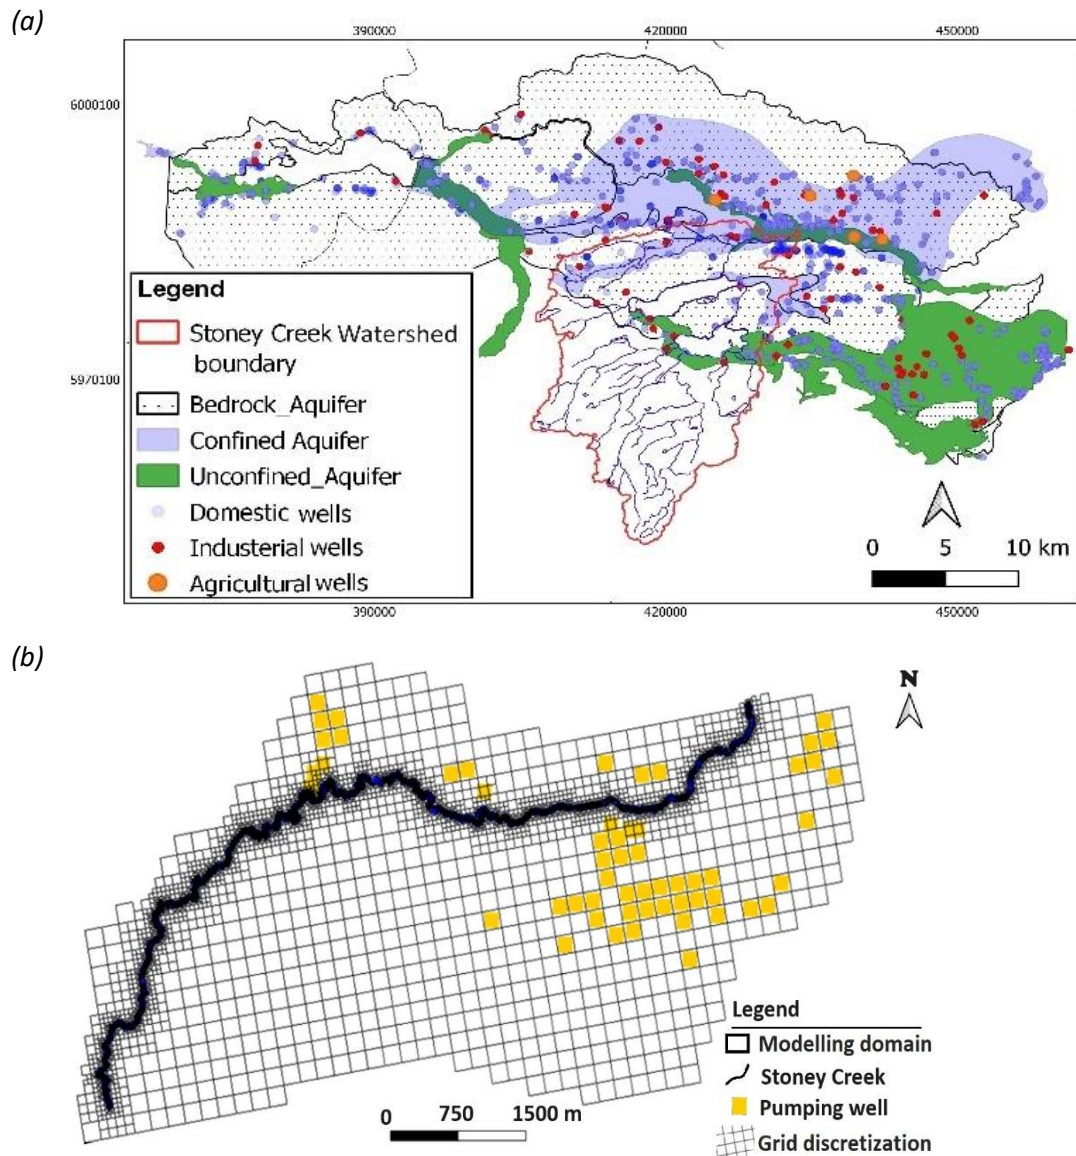 (a)
390000 420000 450000
6000100
5970100
Legend
Stoney Creek Watershed
boundary
Bedrock_Aquifer
Confined Aquifer
Unconfined_Aquifer
Domestic wells
Industerial wells
Agricultural wells
0 5 10 km
390000 420000 450000
(b)
N
Legend
Modelling domain
Stoney Creek
Pumping well
Grid discretization
0 750 1500 m